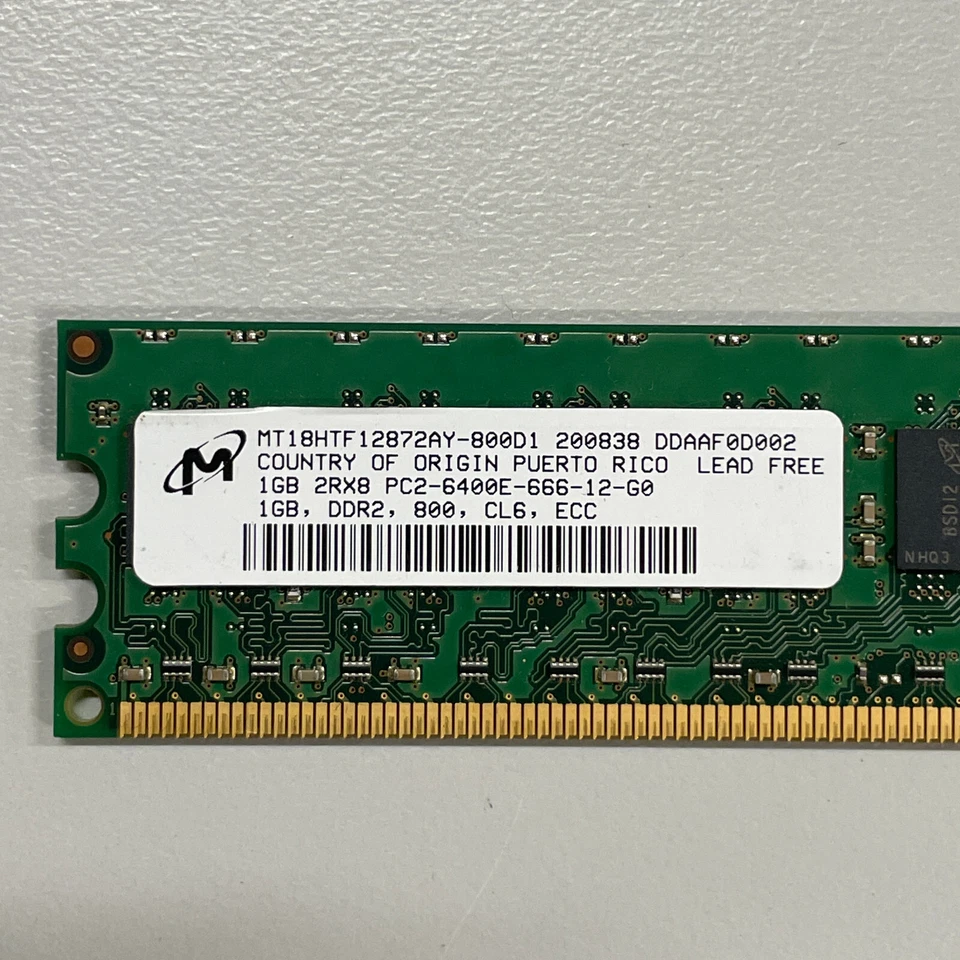 MT18HTF12872AY-800D1 200838 DDAAF0D002
COUNTRY OF ORIGIN PUERTO RICO LEAD FREE
1GB 2RX8 PC2-6400E-666-12-G0
1GB, DDR2, 800, CL6, ECC
8SD12
NHQ3